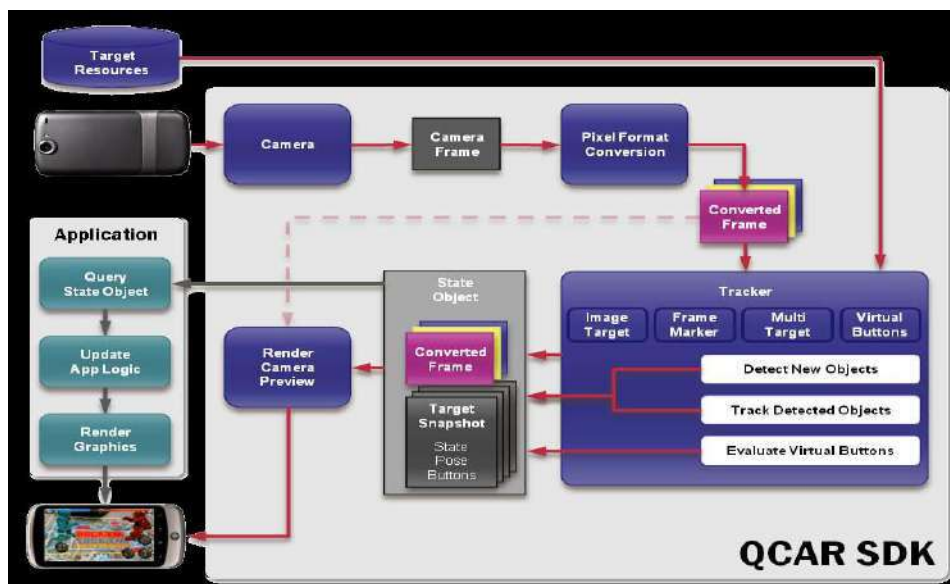 Target
Resources
Camera
Camera
Frame
Pixel Format
Conversion
Converted
Frame
Application
Query
State Object
Update
App Logic
Render
Graphics
Render
Camera
Preview
State
Object
Converted
Frame
Target
Snapshot
State
Pose
Buttons
Tracker
Image
Target
Frame
Marker
Multi
Target
Virtual
Buttons
Detect New Objects
Track Detected Objects
Evaluate Virtual Buttons
QCAR SDK